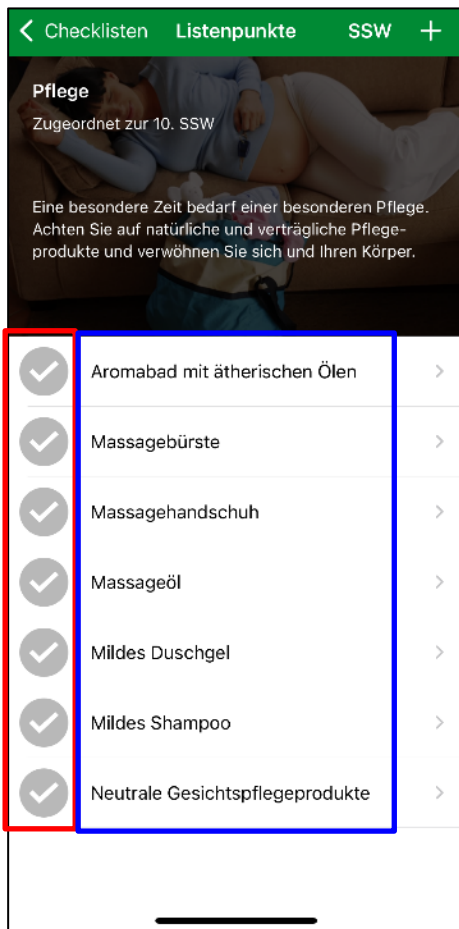 Checklisten Listenpunkte SSW +
Pflege
Zugeordnet zur 10. SSW
Eine besondere Zeit bedarf einer besonderen Pflege.
Achten Sie auf natürliche und verträgliche Pflege-
produkte und verwöhnen Sie sich und Ihren Körper.
Aromabad mit ätherischen Ölen
Massagebürste
Massagehandschuh
Massageöl
Mildes Duschgel
Mildes Shampoo
Neutrale Gesichtspflegeprodukte